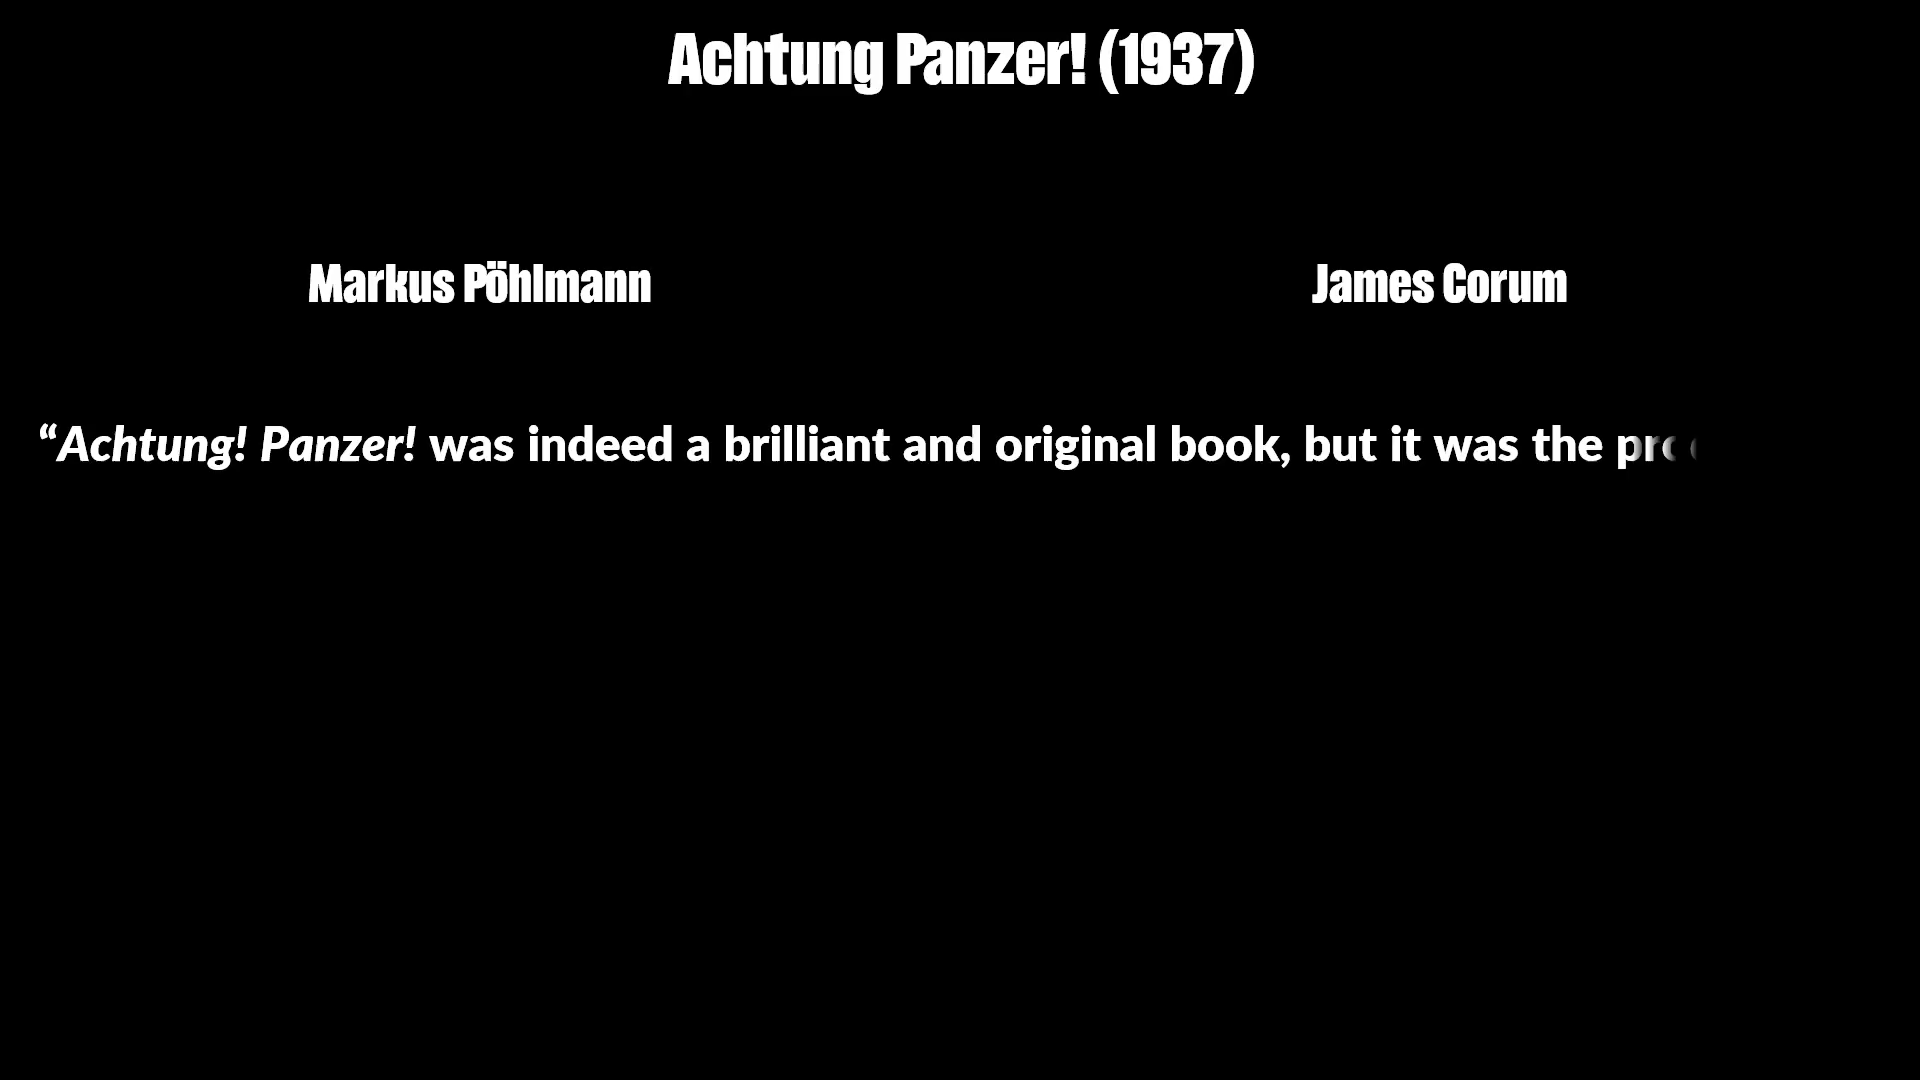 Achtung Panzer! (1937)
Markus Pöhlmann
James Corum
“Achtung! Panzer! was indeed a brilliant and original book, but it was the